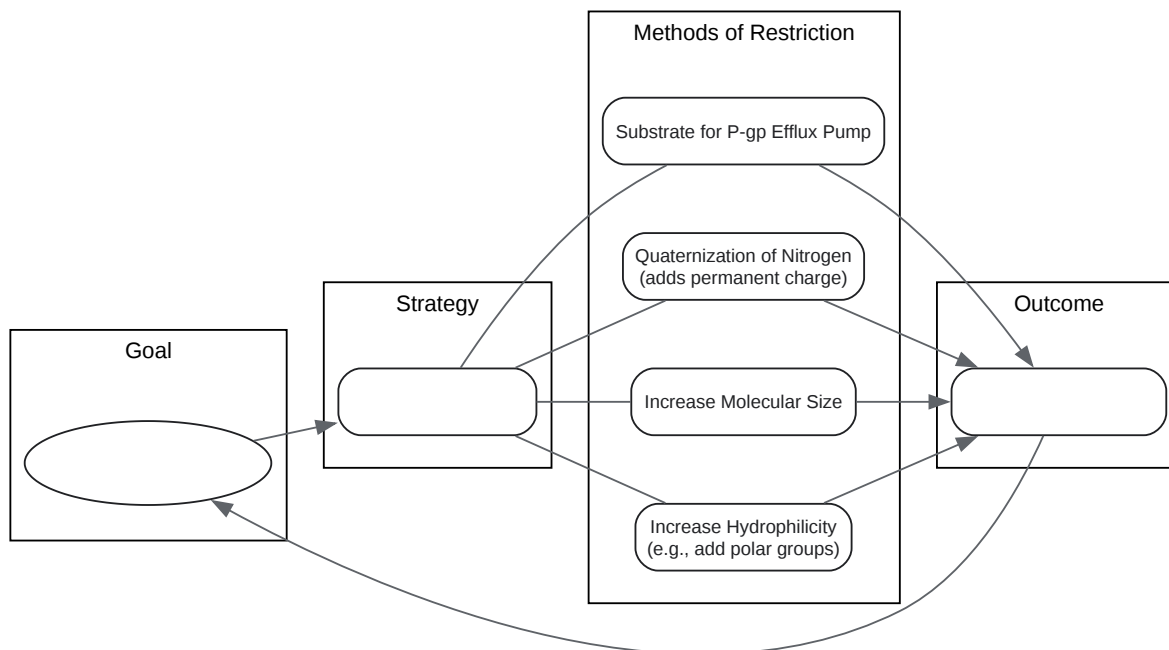 Methods of Restriction
Substrate for P-gp Efflux Pump
Quaternization of Nitrogen
(adds permanent charge)
Strategy
Outcome
Goal
Increase Molecular Size
Increase Hydrophilicity
(e.g., add polar groups)